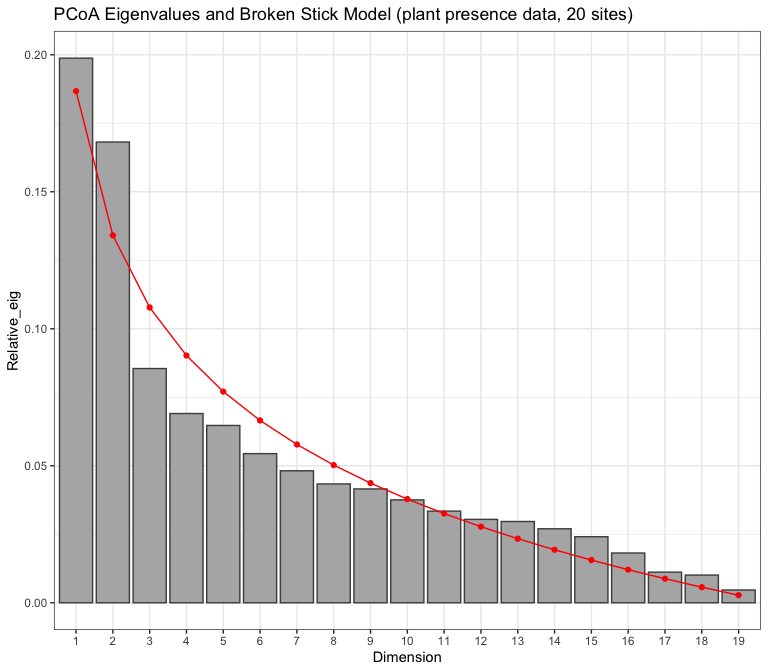 PCoA Eigenvalues and Broken Stick Model (plant presence data, 20 sites)
0.20
0.15
0.10
0.05
0.00
Relative_eig
1 2 3 4 5 6 7 8 9 10 11 12 13 14 15 16 17 18 19
Dimension